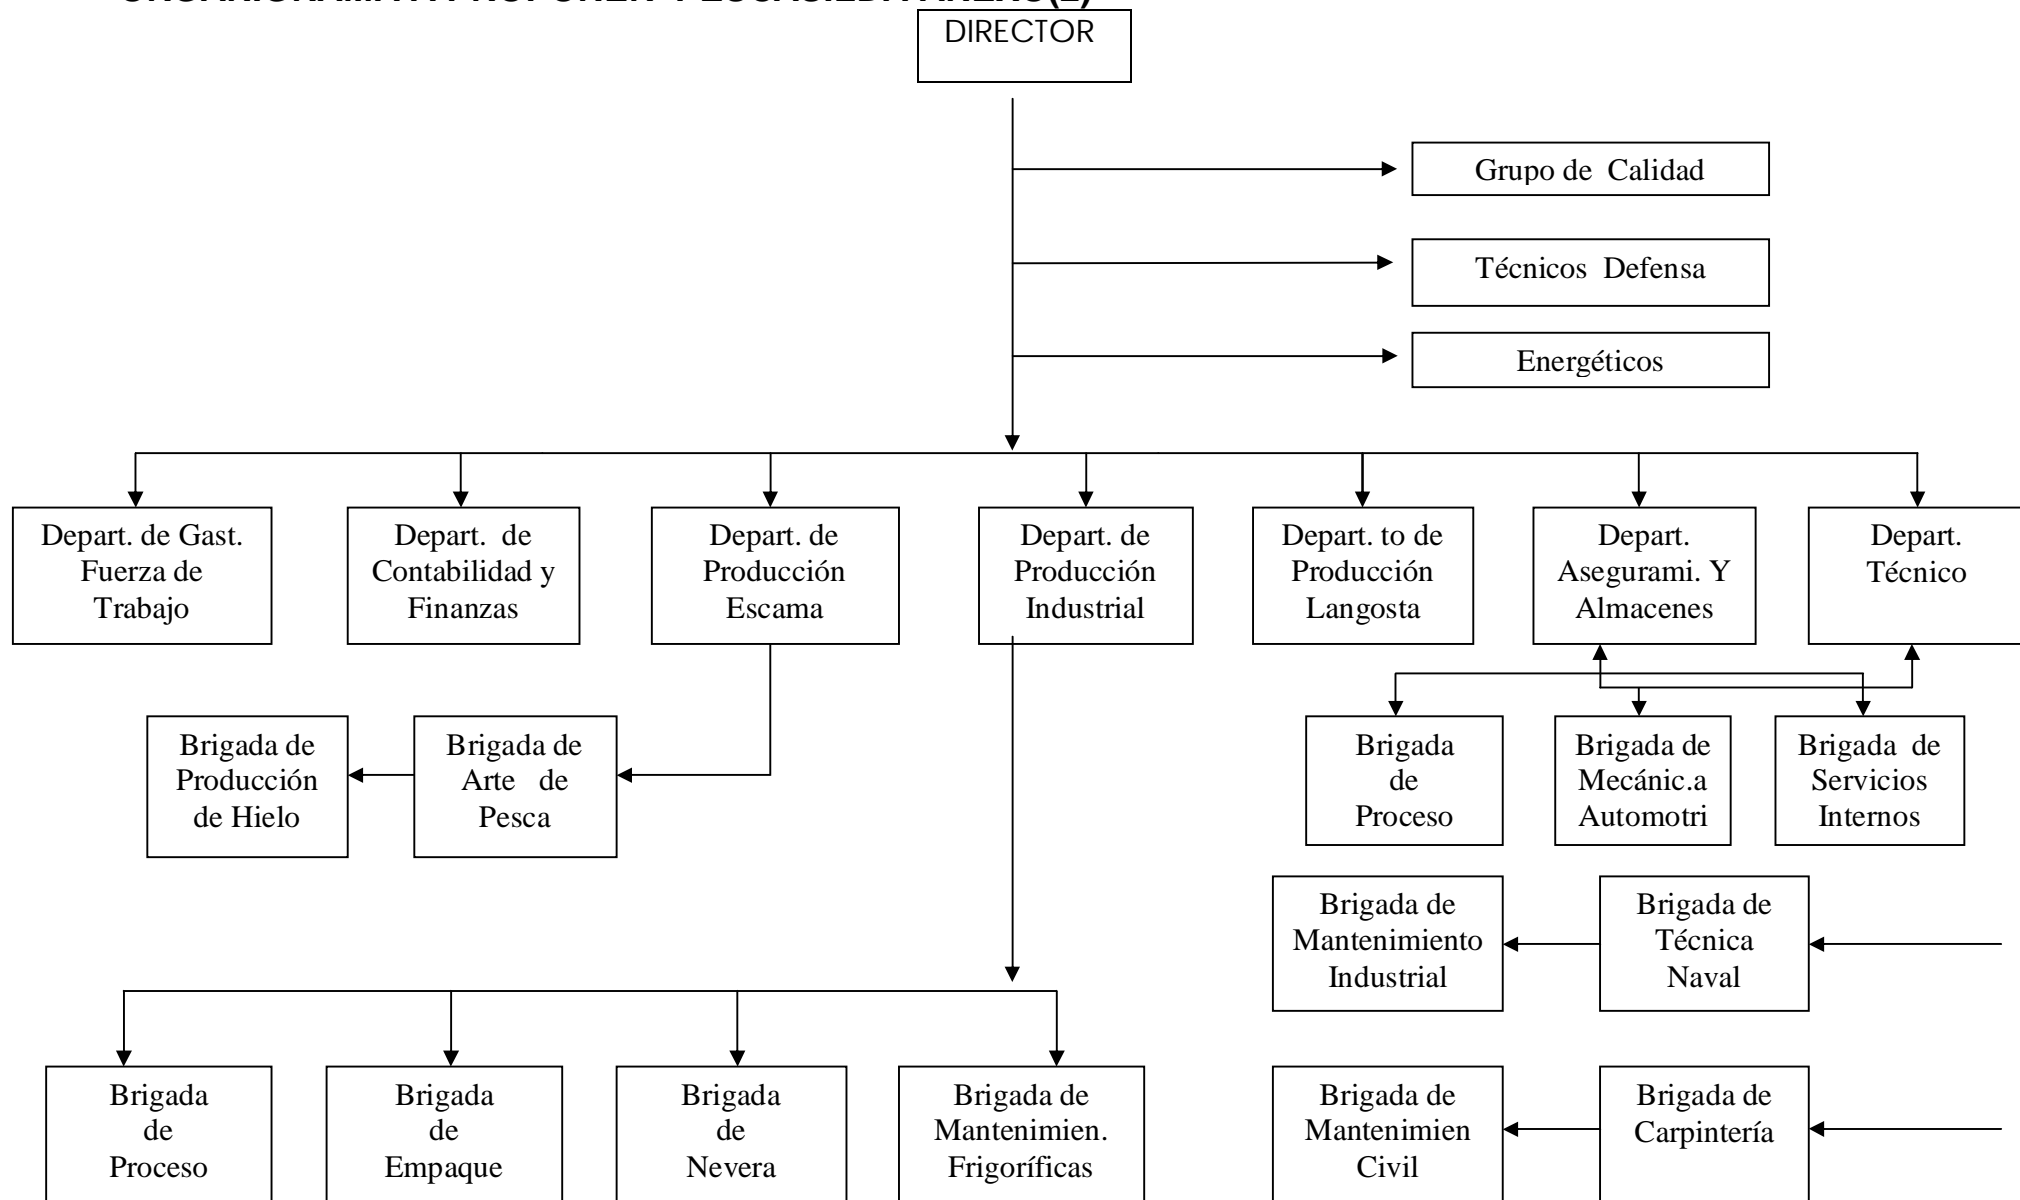 DIRECTOR
Grupo de Calidad
Técnicos Defensa
Energéticos
Depart. de Gast.
Fuerza de
Trabajo
Depart. de
Contabilidad y
Finanzas
Depart. de
Producción
Escama
Depart. de
Producción
Industrial
Depart. to de
Producción
Langosta
Depart.
Asegurami. Y
Almacenes
Depart.
Técnico
Brigada de
Producción
de Hielo
Brigada de
Arte de
Pesca
Brigada
de
Proceso
Brigada de
Mecánic.a
Automotri
Brigada de
Servicios
Internos
Brigada de
Mantenimiento
Industrial
Brigada de
Técnica
Naval
Brigada
de
Proceso
Brigada
de
Empaque
Brigada
de
Nevera
Brigada de
Mantenimien.
Frigoríficas
Brigada de
Mantenimien
Civil
Brigada de
Carpintería